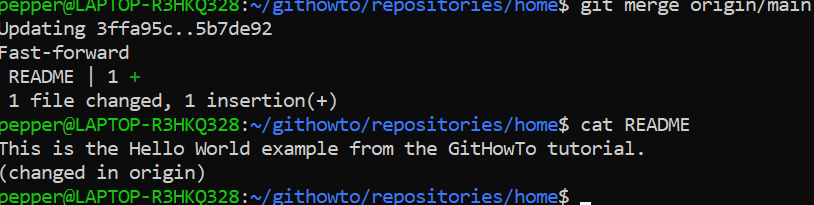 pepper@LAPTOP-R3HKQ328:~/githowto/repositories/home$ git merge origin/main
Updating 3ffa95c..5b7de92
Fast-forward
 README | 1 +
 1 file changed, 1 insertion(+)
pepper@LAPTOP-R3HKQ328:~/githowto/repositories/home$ cat README
This is the Hello World example from the GitHowTo tutorial.
(changed in origin)
pepper@LAPTOP-R3HKQ328:~/githowto/repositories/home$